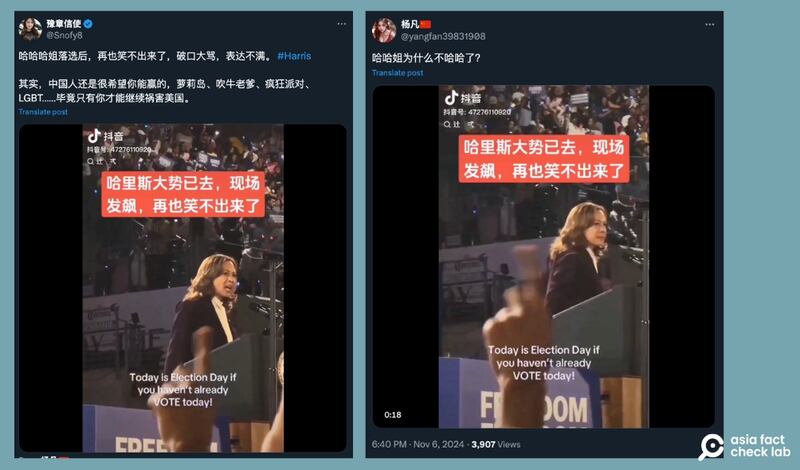 豫章信使
@Snofy8
哈哈哈姐落选后，再也笑不出来了，破口大骂，表达不满。 #Harris
其实，中国人还是很希望你能赢的，萝莉岛、吹牛老爹、疯狂派对、
LGBT......毕竟只有你才能继续祸害美国。
Translate post
抖音
抖音号: 47276110920
哈里斯大势已去，现场
发飙，再也笑不出来了
Today is Election Day if
you haven't already
VOTE today!
FREEDOM
杨凡🇨🇳
杨凡🇨🇳
@yangfan39831908
哈哈姐为什么不哈哈了?
Translate post
抖音
抖音号: 47276110920
哈里斯大势已去，现场
发飙，再也笑不出来了
Today is Election Day if
you haven't already
VOTE today!
FREEDOM
0:18
6:40 PM · Nov 6, 2024 · 3,907 Views
asia fact
check lab